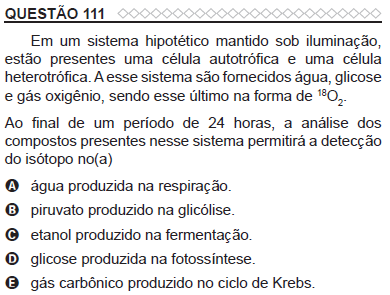 QUESTÃO 111
Em um sistema hipotético mantido sob iluminação,
estão presentes uma célula autotrófica e uma célula
heterotrófica. A esse sistema são fornecidos água, glicose
e gás oxigênio, sendo esse último na forma de ¹⁸O₂.
Ao final de um período de 24 horas, a análise dos
compostos presentes nesse sistema permitirá a detecção
do isótopo no(a)
A água produzida na respiração.
B piruvato produzido na glicólise.
C etanol produzido na fermentação.
D glicose produzida na fotossíntese.
E gás carbônico produzido no ciclo de Krebs.